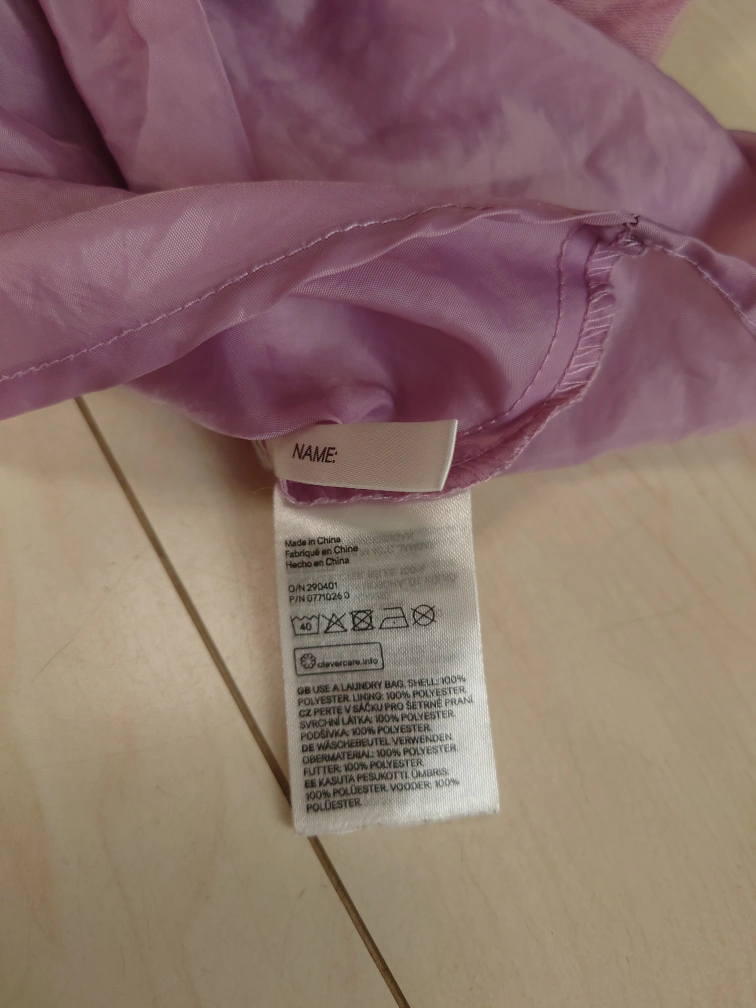 NAME:
Made in China
Fabriqué en Chine
Hecho en China
O/N 290401
P/N 0771026 0
40
clevercare.info
GB USE A LAUNDRY BAG. SHELL: 100%
POLYESTER. LINING: 100% POLYESTER.
CZ PERTE V SÁČKU PRO ŠETRNÉ PRANÍ.
SVRCHNÍ LÁTKA: 100% POLYESTER.
PODŠÍVKA: 100% POLYESTER.
DE WÄSCHEBEUTEL VERWENDEN.
OBERMATERIAL: 100% POLYESTER.
FUTTER: 100% POLYESTER.
EE KASUTA PESUKOTTI. ÜMBRIS:
100% POLÜESTER. VOODER: 100%
POLÜESTER.